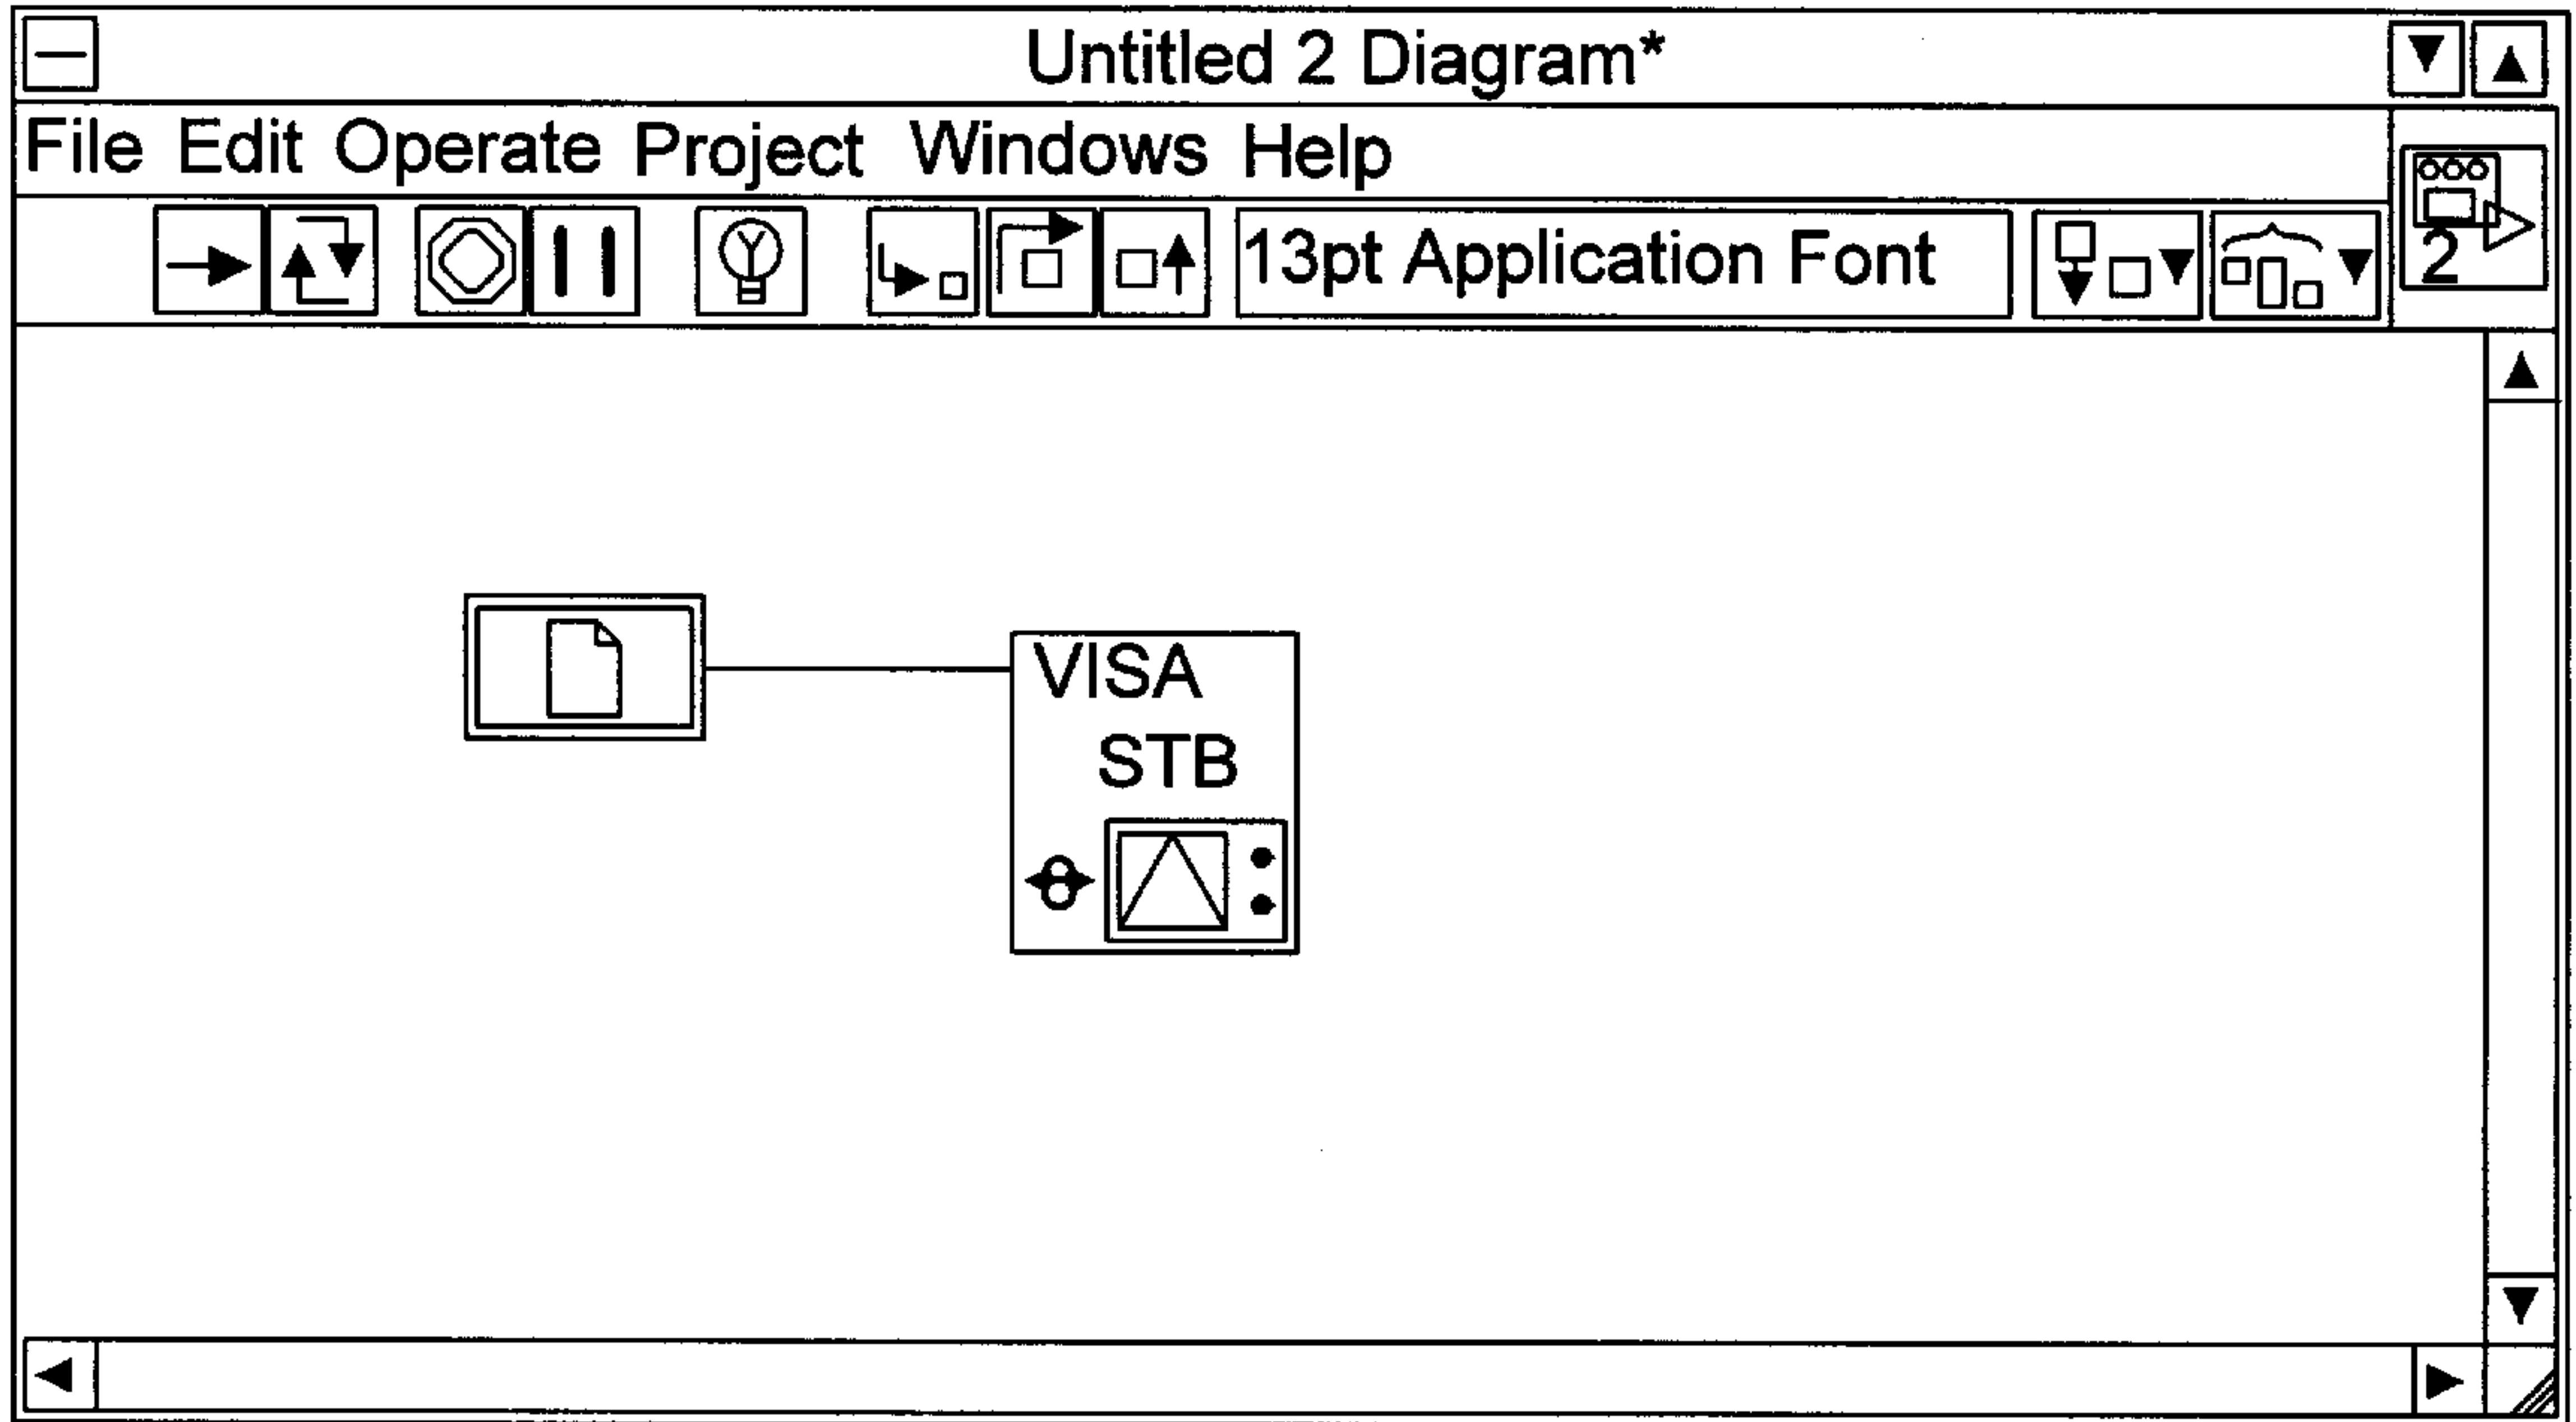 Untitled 2 Diagram*
File Edit Operate Project Windows Help
2
13pt Application Font
VISA
STB